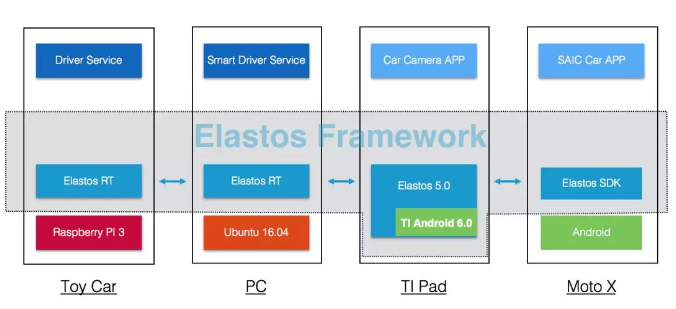 Driver Service
Smart Driver Service
Car Camera APP
SAIC Car APP
Elastos Framework
Elastos RT
Elastos RT
Elastos 5.0
Elastos SDK
TI Android 6.0
Raspberry PI 3
Ubuntu 16.04
Android
Toy Car
PC
TI Pad
Moto X